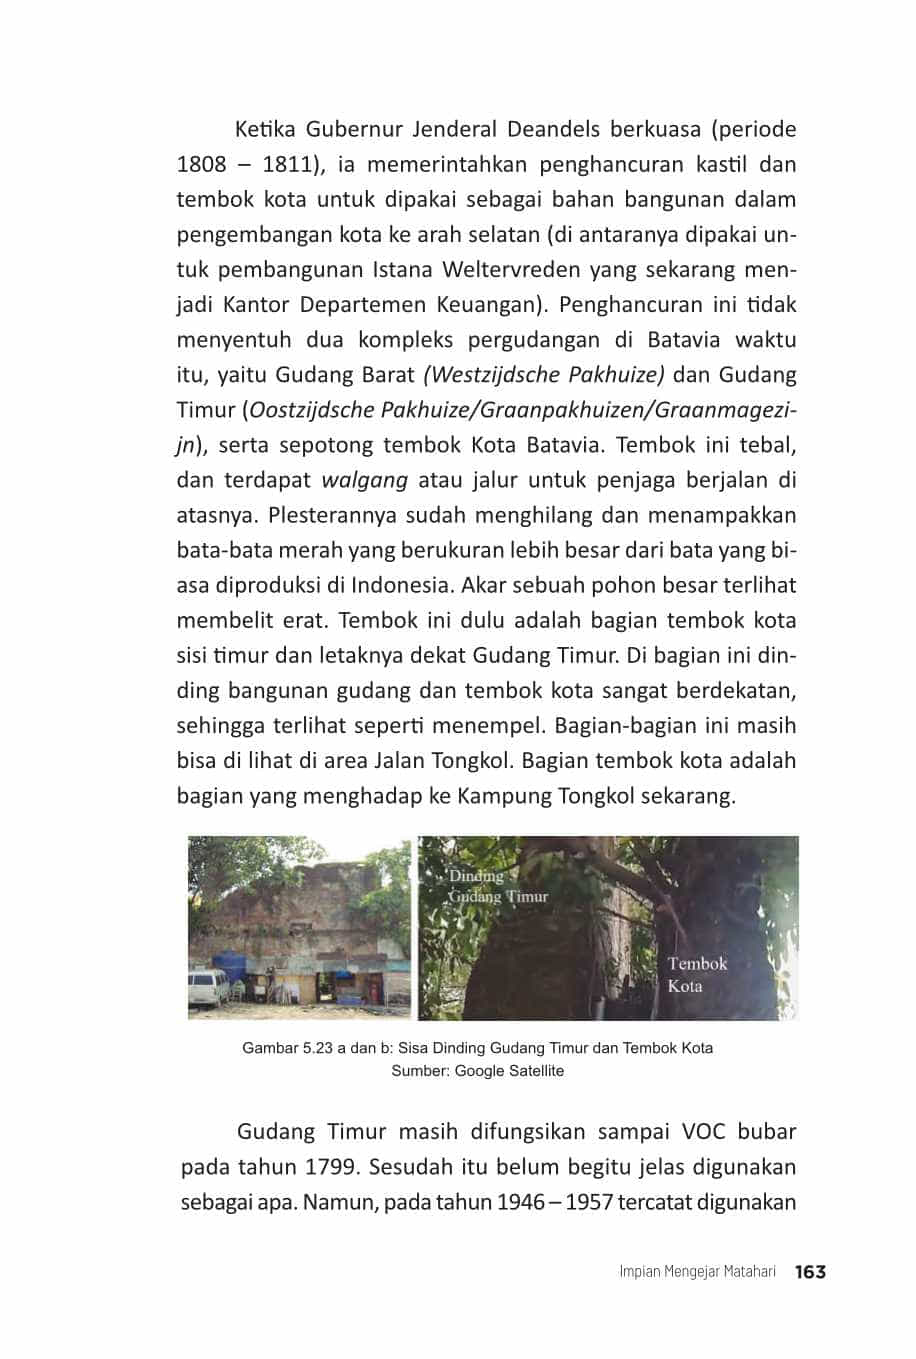 Ketika Gubernur Jenderal Deandels berkuasa (periode
1808 – 1811), ia memerintahkan penghancuran kastil dan
tembok kota untuk dipakai sebagai bahan bangunan dalam
pengembangan kota ke arah selatan (di antaranya dipakai un-
tuk pembangunan Istana Weltervreden yang sekarang men-
jadi Kantor Departemen Keuangan). Penghancuran ini tidak
menyentuh dua kompleks pergudangan di Batavia waktu
itu, yaitu Gudang Barat (Westzijdsche Pakhuize) dan Gudang
Timur (Oostzijdsche Pakhuize/Graanpakhuizen/Graanmagezi-
jn), serta sepotong tembok Kota Batavia. Tembok ini tebal,
dan terdapat walgang atau jalur untuk penjaga berjalan di
atasnya. Plesterannya sudah menghilang dan menampakkan
bata-bata merah yang berukuran lebih besar dari bata yang bi-
asa diproduksi di Indonesia. Akar sebuah pohon besar terlihat
membelit erat. Tembok ini dulu adalah bagian tembok kota
sisi timur dan letaknya dekat Gudang Timur. Di bagian ini din-
ding bangunan gudang dan tembok kota sangat berdekatan,
sehingga terlihat seperti menempel. Bagian-bagian ini masih
bisa di lihat di area Jalan Tongkol. Bagian tembok kota adalah
bagian yang menghadap ke Kampung Tongkol sekarang.
Dinding
Gudang Timur
Tembok
Kota
Gambar 5.23 a dan b: Sisa Dinding Gudang Timur dan Tembok Kota
Sumber: Google Satellite
Gudang Timur masih difungsikan sampai VOC bubar
pada tahun 1799. Sesudah itu belum begitu jelas digunakan
sebagai apa. Namun, pada tahun 1946 – 1957 tercatat digunakan
Impian Mengejar Matahari 163